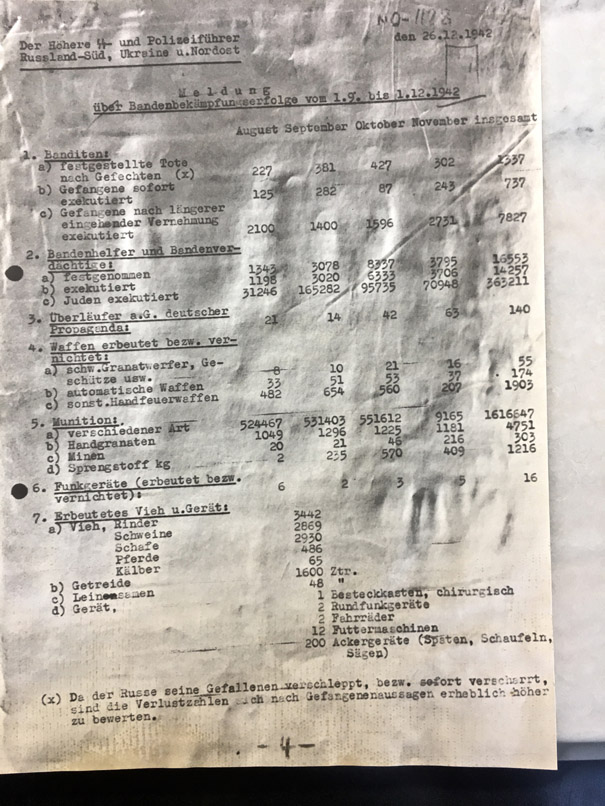 NO-1128
Der Höhere SS- und Polizeiführer
Russland-Süd, Ukraine u.Nordost
den 26.12.1942
Meldung
über Bandenbekämpfungserfolge vom 1.9. bis 1.12.1942
August September Oktober November insgesamt
1. Banditen:
a) festgestellte Tote
nach Gefechten (x) 227 381 427 302 1337
b) Gefangene sofort
exekutiert 125 282 87 243 737
c) Gefangene nach längerer
eingehender Vernehmung
exekutiert 2100 1400 1596 2731 7827
2. Bandenhelfer und Bandenver-
dächtige:
a) festgenommen 1343 3078 8337 3795 16553
b) exekutiert 1198 3020 6333 3706 14257
c) Juden exekutiert 31246 165282 95735 70948 363211
3. Überläufer a.G. deutscher
Propaganda: 21 14 42 63 140
4. Waffen erbeutet bezw. ver-
nichtet:
a) schw.Granatwerfer, Ge-
schütze usw. 8 10 21 16 55
b) automatische Waffen 33 51 53 37 174
c) sonst.Handfeuerwaffen 482 654 560 207 1903
5. Munition:
a) verschiedener Art 524467 531403 551612 9165 1616647
b) Handgranaten 1049 1296 1225 1181 4751
c) Minen 20 21 46 216 303
d) Sprengstoff kg 2 235 570 409 1216
6. Funkgeräte (erbeutet bezw.
vernichtet): 6 2 3 5 16
7. Erbeutetes Vieh u.Gerät:
a) Vieh, Rinder 3442
Schweine 2869
Schafe 2930
Pferde 486
Kälber 65
b) Getreide 1600 Ztr.
c) Leinensamen 48 "
d) Gerät, 1 Besteckkasten, chirurgisch
2 Rundfunkgeräte
2 Fahrräder
12 Futtermaschinen
200 Ackergeräte (Spaten, Schaufeln,
Sägen)
(x) Da der Russe seine Gefallenen verschleppt, bezw. sofort verscharrt,
sind die Verlustzahlen auch nach Gefangenenaussagen erheblich höher
zu bewerten.
- 4 -